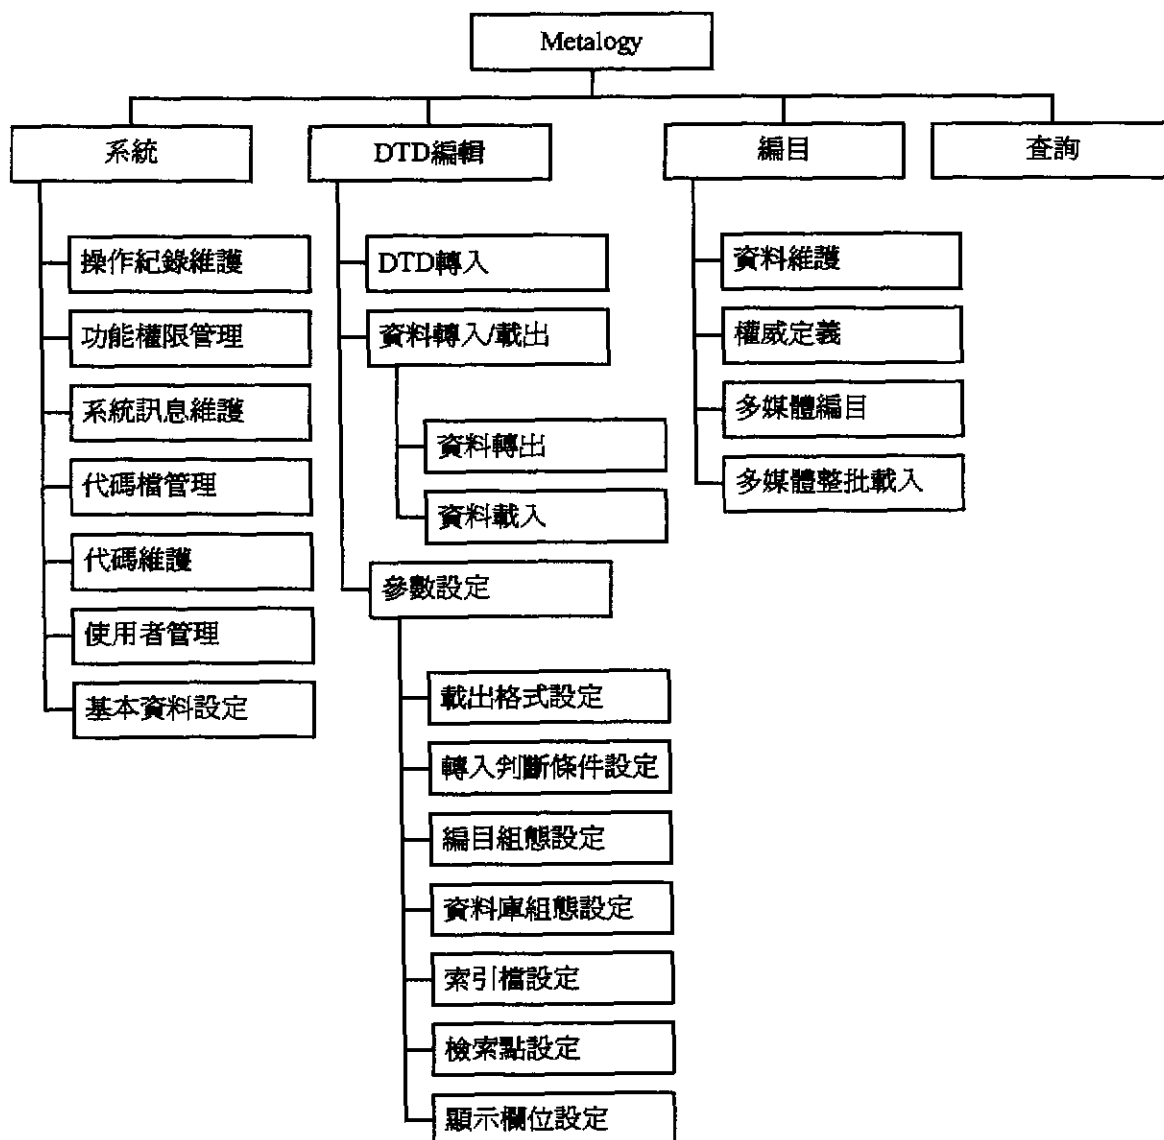 Metalogy
系統
DTD編輯
編目
查詢
操作紀錄維護
功能權限管理
系統訊息維護
代碼檔管理
代碼維護
使用者管理
基本資料設定
DTD轉入
資料轉入/載出
資料轉出
資料載入
參數設定
載出格式設定
轉入判斷條件設定
編目組態設定
資料庫組態設定
索引檔設定
檢索點設定
顯示欄位設定
資料維護
權威定義
多媒體編目
多媒體整批載入